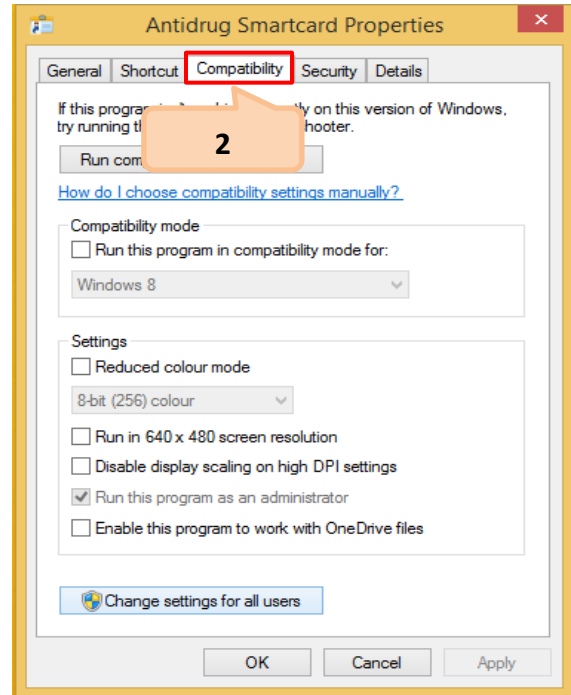 Antidrug Smartcard Properties
General Shortcut Compatibility Security Details
If this on this version of Windows,
try running
2
Run
How do I choose compatibility settings manually?
Compatibility mode
Run this program in compatibility mode for:
Windows 8
Settings
Reduced colour mode
8-bit (256) colour
Run in 640 x 480 screen resolution
Disable display scaling on high DPI settings
Run this program as an administrator
Enable this program to work with OneDrive files
Change settings for all users
OK Cancel Apply